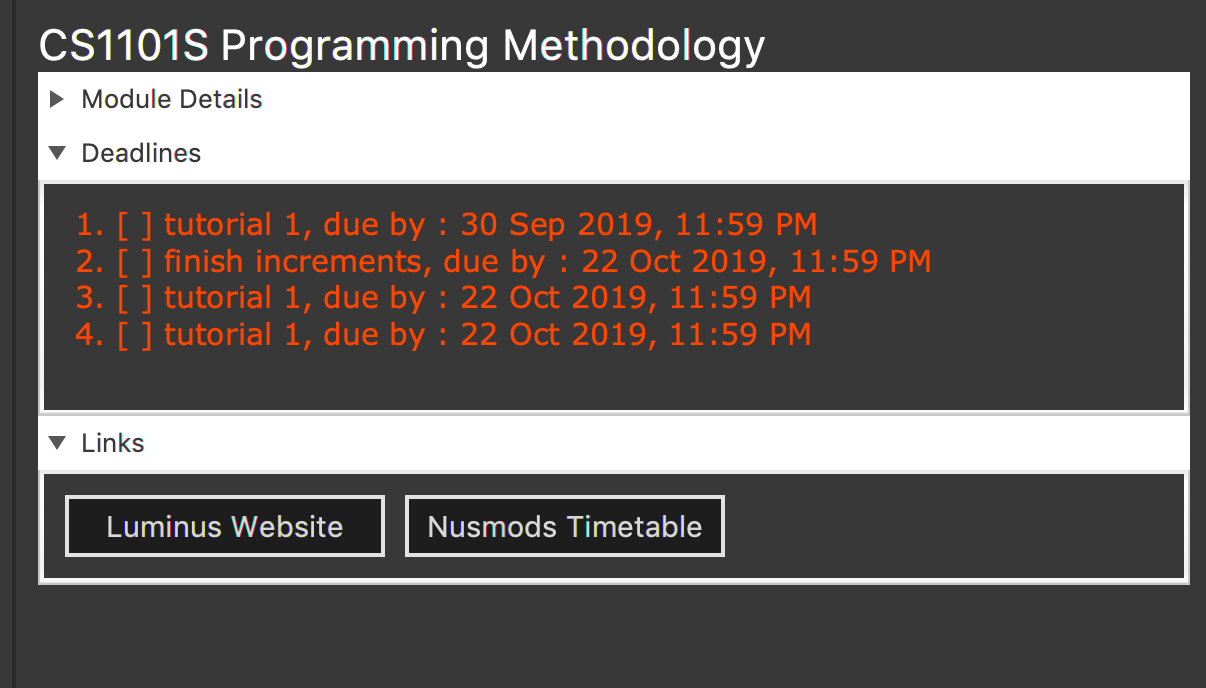 CS1101S Programming Methodology
Module Details
Deadlines
1. [ ] tutorial 1, due by : 30 Sep 2019, 11:59 PM
2. [ ] finish increments, due by : 22 Oct 2019, 11:59 PM
3. [ ] tutorial 1, due by : 22 Oct 2019, 11:59 PM
4. [ ] tutorial 1, due by : 22 Oct 2019, 11:59 PM
Links
Luminus Website Nusmods Timetable